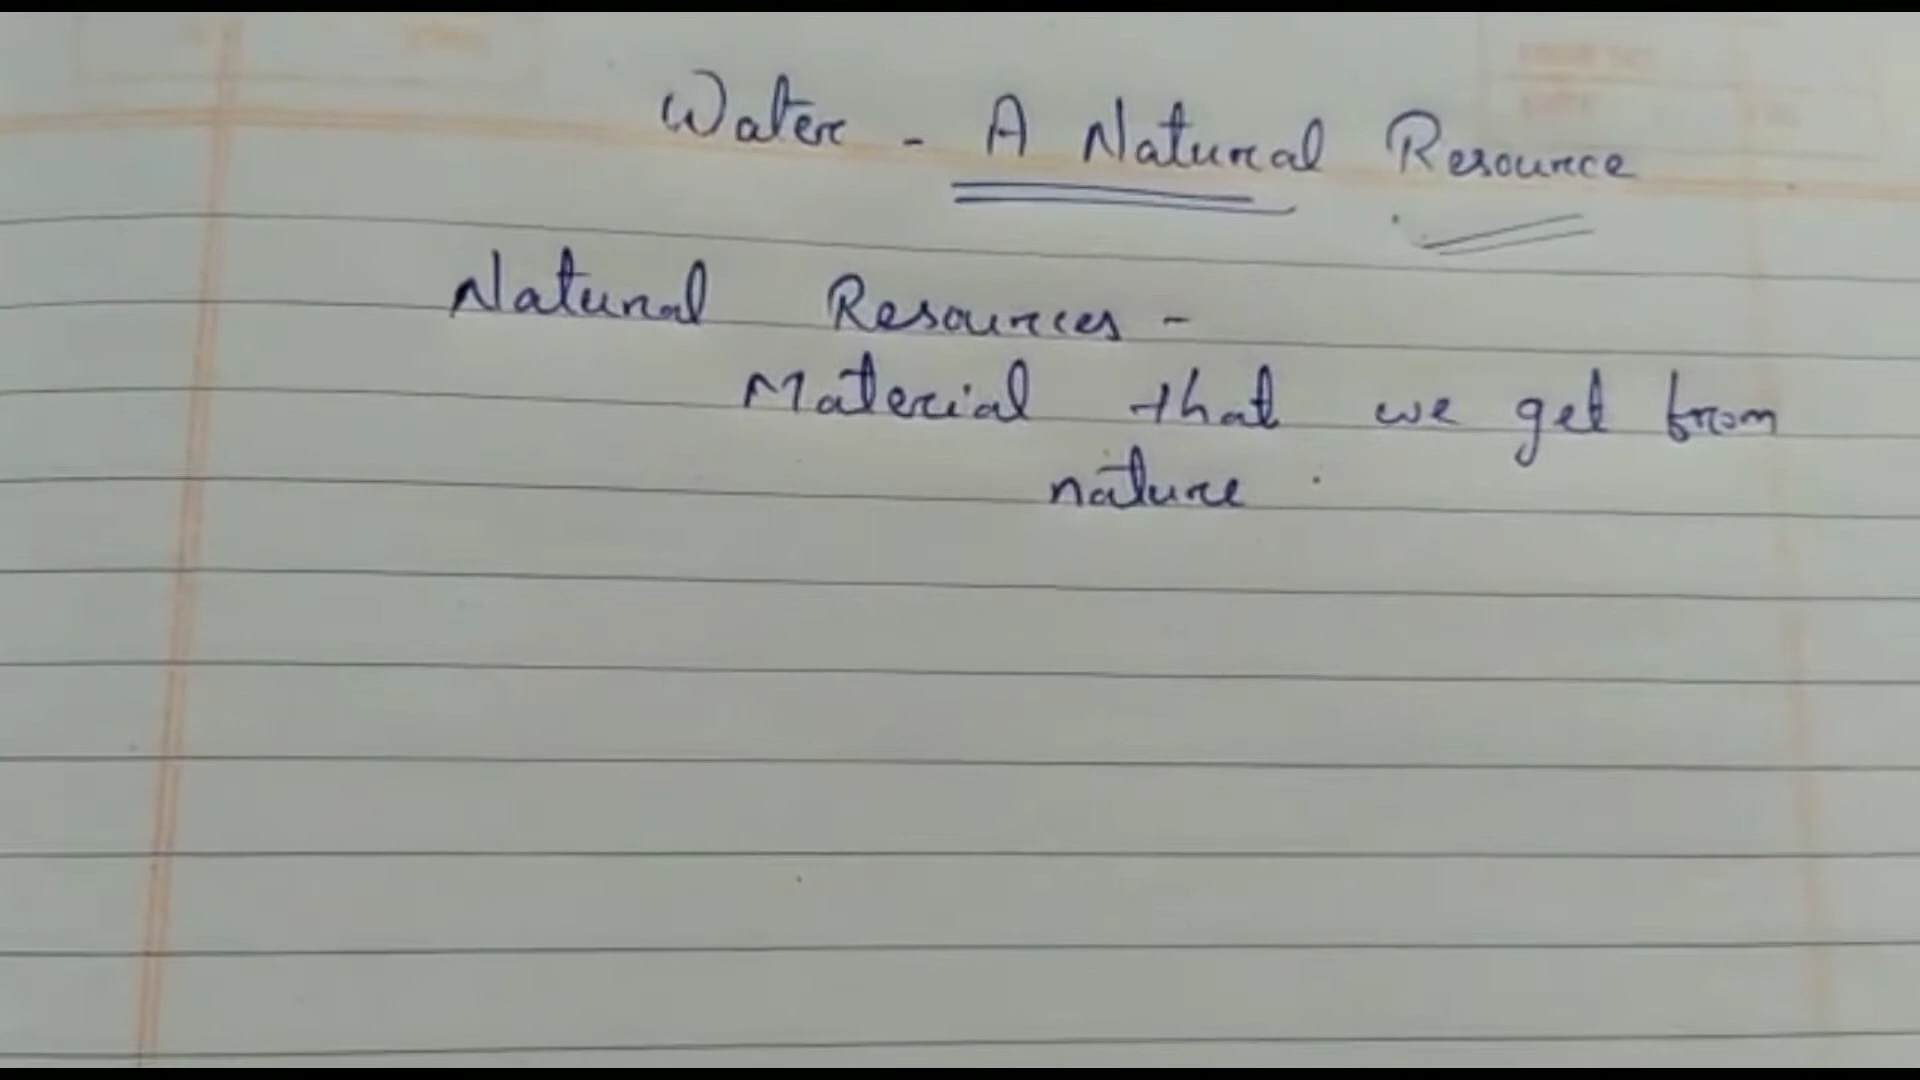 Water - A Natural Resource
Natural Resources -
Material that we get from
nature.